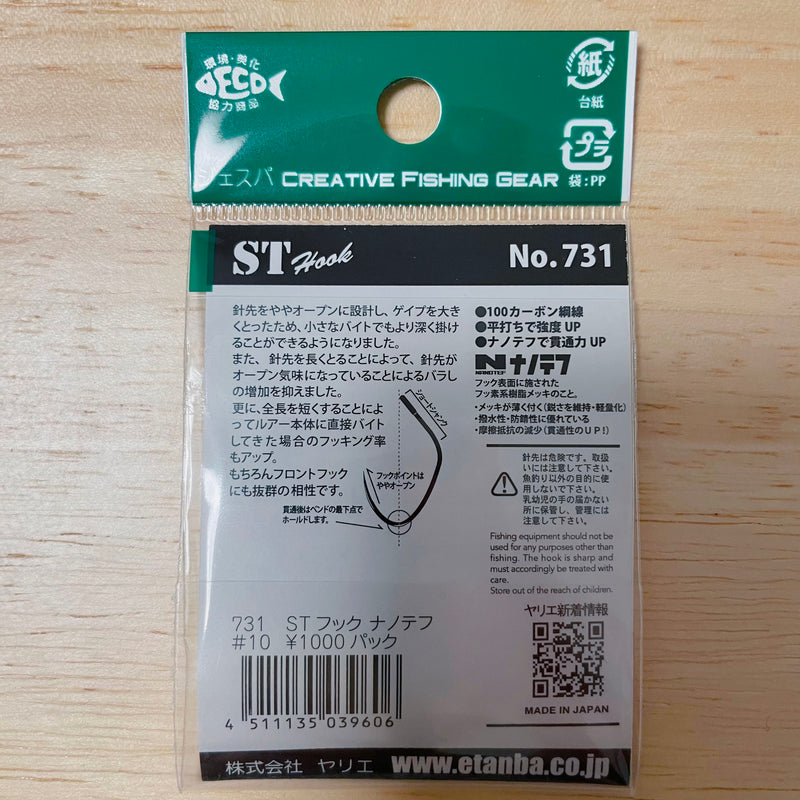 環境・美化
ECO
協力商品
紙
台紙
プラ
袋：PP
ジェスパ CREATIVE FISHING GEAR
ST Hook
No.731
針先をややオープンに設計し、ゲイブを大き
くとったため、小さなバイトでもより深く掛け
ることができるようになりました。
また、針先を長くとることによって、針先が
オープン気味になっていることによるバラし
の増加を抑えました。
更に、全長を短くすることによ
ってルアー本体に直接バイト
してきた場合のフッキング率
もアップ。
もちろんフロントフック
にも抜群の相性です。
ショートシャンク
フックポイントは
ややオープン
貫通後はベンドの最下点で
ホールドします。
●100カーボン鋼線
●平打ちで強度 UP
●ナノテフで貫通力 UP
N NANOTEF ナノテフ
フック表面に施された
フッ素系樹脂メッキのこと。
・メッキが薄く付く（鋭さを維持・軽量化）
・撥水性・防錆性に優れている
・摩擦抵抗の減少（貫通性のUP！）
針先は危険です。取扱
いには注意して下さい。
魚釣り以外の目的に使
用しないで下さい。
乳幼児の手の届かない
所に保管し、管理には
注意して下さい。
Fishing equipment should not be
used for any purposes other than
fishing. The hook is sharp and
must accordingly be treated with
care.
Store out of the reach of children.
ヤリエ新着情報
MADE IN JAPAN
731 STフック ナノテフ
#10 ¥1000 パック
4 511135 039606
株式会社 ヤリエ www.etanba.co.jp